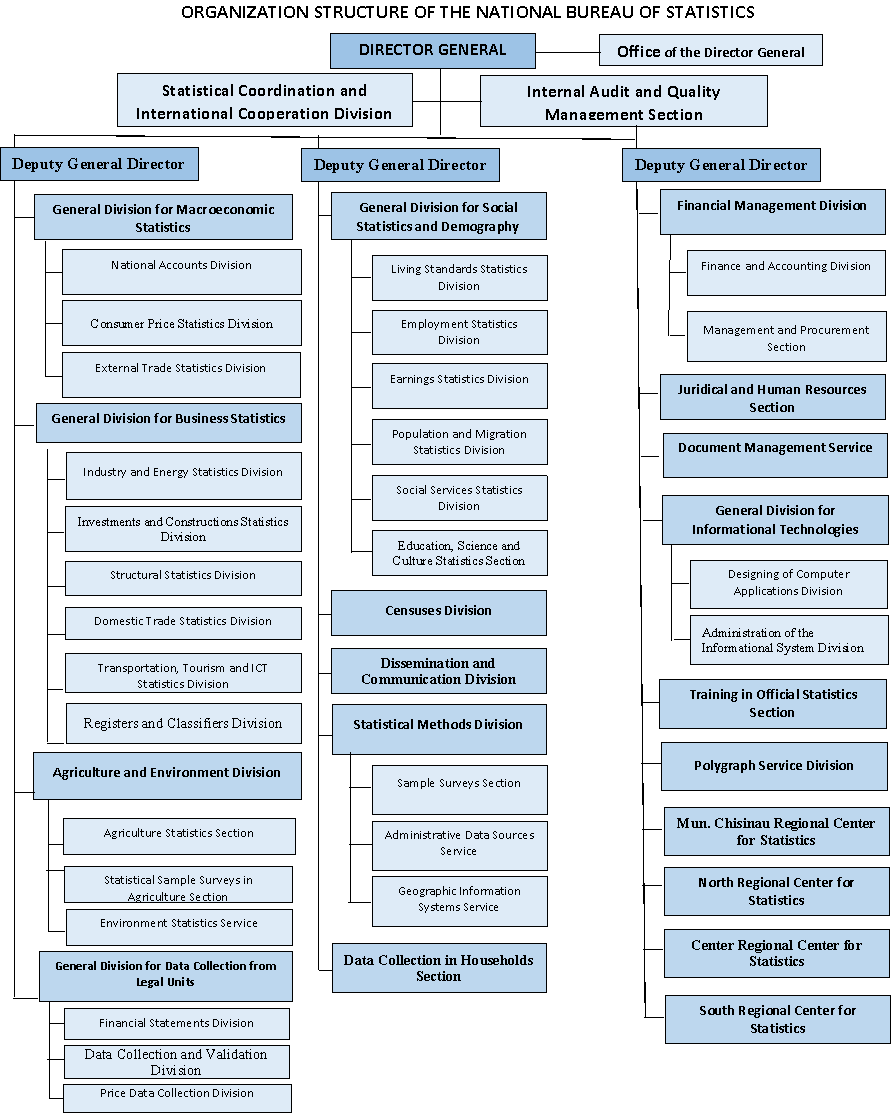 ORGANIZATION STRUCTURE OF THE NATIONAL BUREAU OF STATISTICS
DIRECTOR GENERAL
Office of the Director General
Statistical Coordination and
International Cooperation Division
Internal Audit and Quality
Management Section
Deputy General Director
General Division for Macroeconomic
Statistics
National Accounts Division
Consumer Price Statistics Division
External Trade Statistics Division
General Division for Business Statistics
Industry and Energy Statistics Division
Investments and Constructions Statistics
Division
Structural Statistics Division
Domestic Trade Statistics Division
Transportation, Tourism and ICT
Statistics Division
Registers and Classifiers Division
Agriculture and Environment Division
Agriculture Statistics Section
Statistical Sample Surveys in
Agriculture Section
Environment Statistics Service
General Division for Data Collection from
Legal Units
Financial Statements Division
Data Collection and Validation
Division
Price Data Collection Division
Deputy General Director
General Division for Social
Statistics and Demography
Living Standards Statistics
Division
Employment Statistics
Division
Earnings Statistics Division
Population and Migration
Statistics Division
Social Services Statistics
Division
Education, Science and
Culture Statistics Section
Censuses Division
Dissemination and
Communication Division
Statistical Methods Division
Sample Surveys Section
Administrative Data Sources
Service
Geographic Information
Systems Service
Data Collection in Households
Section
Deputy General Director
Financial Management Division
Finance and Accounting Division
Management and Procurement
Section
Juridical and Human Resources
Section
Document Management Service
General Division for
Informational Technologies
Designing of Computer
Applications Division
Administration of the
Informational System Division
Training in Official Statistics
Section
Polygraph Service Division
Mun. Chisinau Regional Center
for Statistics
North Regional Center for
Statistics
Center Regional Center for
Statistics
South Regional Center for
Statistics